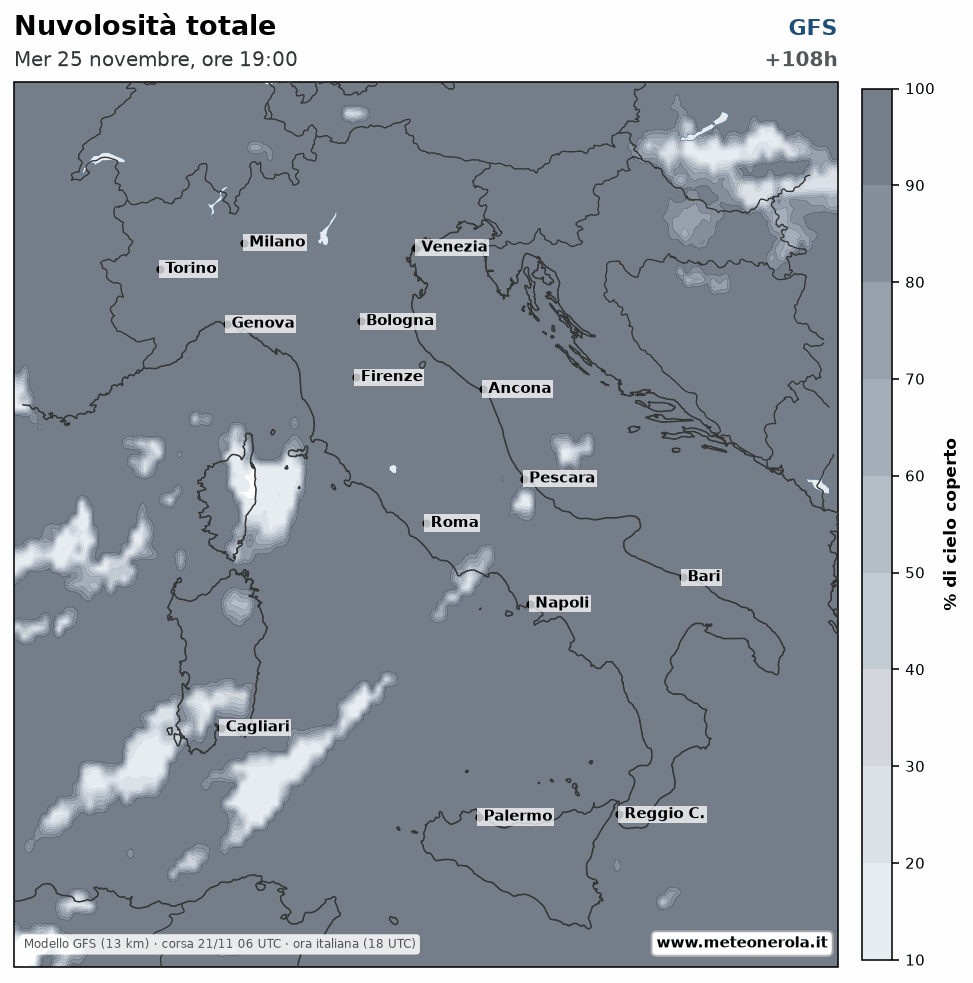 Nuvolosità totale
GFS
Mer 25 novembre, ore 19:00
+108h
100
90
80
70
60
50
40
30
20
10
% di cielo coperto
Milano
Venezia
Torino
Genova
Bologna
Firenze
Ancona
Pescara
Roma
Bari
Napoli
Cagliari
Palermo
Reggio C.
Modello GFS (13 km) · corsa 21/11 06 UTC · ora italiana (18 UTC)
www.meteonerola.it